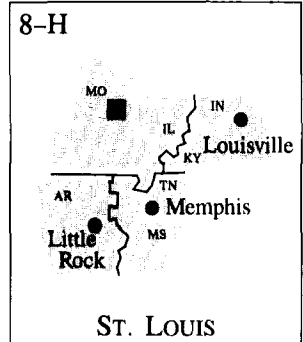 8-H
MO
IN
IL
Louisville
KY
TN
AR
Memphis
Little
Rock
MS
ST. LOUIS